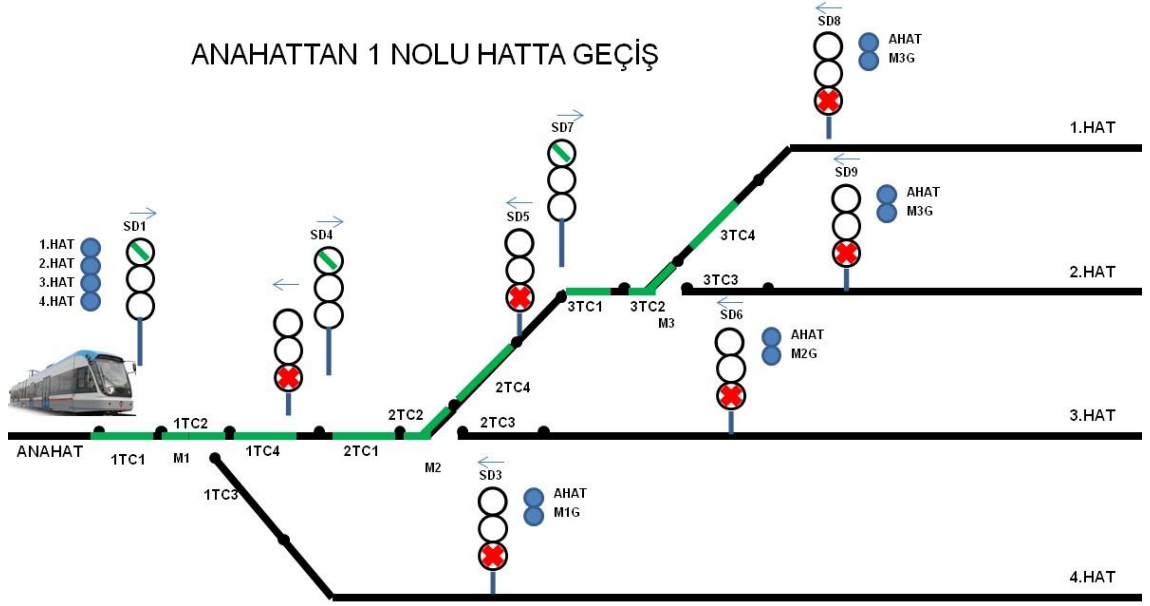 ANAHATTAN 1 NOLU HATTA GEÇİŞ
SD8
AHAT
M3G
1.HAT
SD7
SD9
AHAT
M3G
SD1
1.HAT
2.HAT
3.HAT
4.HAT
SD4
SD5
3TC4
2.HAT
3TC3
3TC1
3TC2
M3
SD6
AHAT
M2G
2TC4
1TC2
2TC2
2TC3
3.HAT
ANAHAT
1TC1
M1
1TC4
2TC1
M2
1TC3
SD3
AHAT
M1G
4.HAT